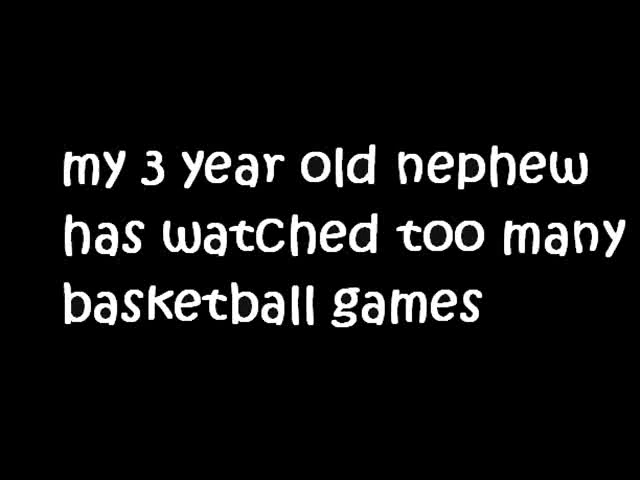 my 3 year old nephew
has watched too many
basketball games